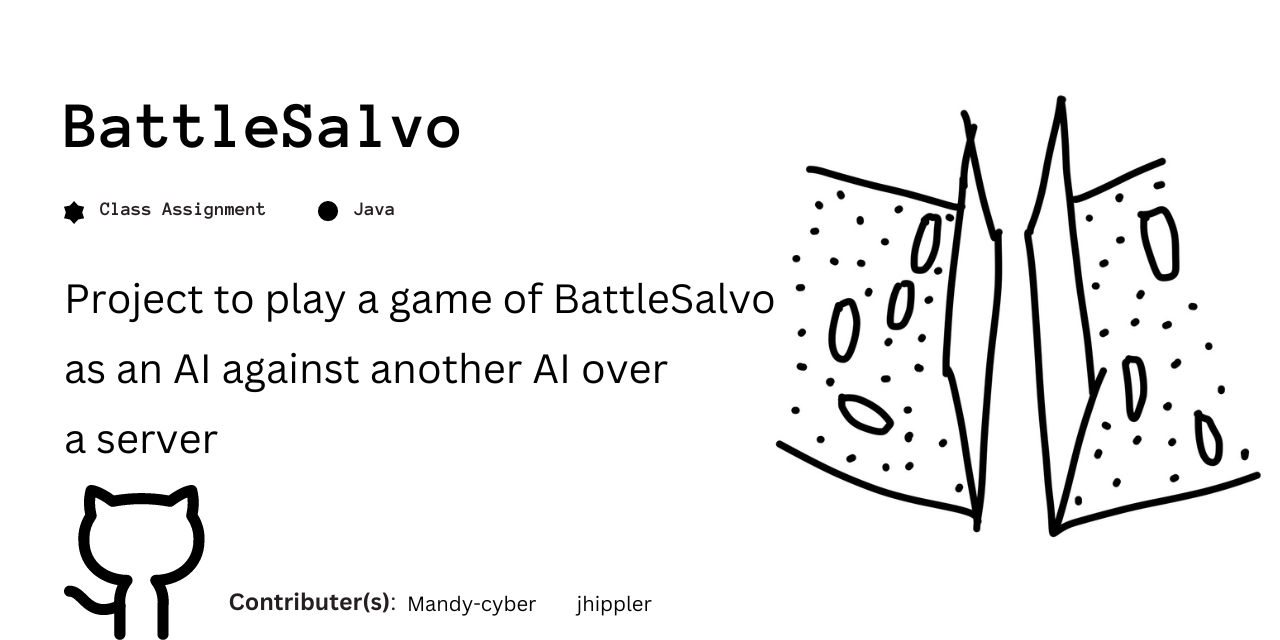 BattleSalvo
Class Assignment Java
Project to play a game of BattleSalvo
as an AI against another AI over
a server
Contributer(s): Mandy-cyber jhippler